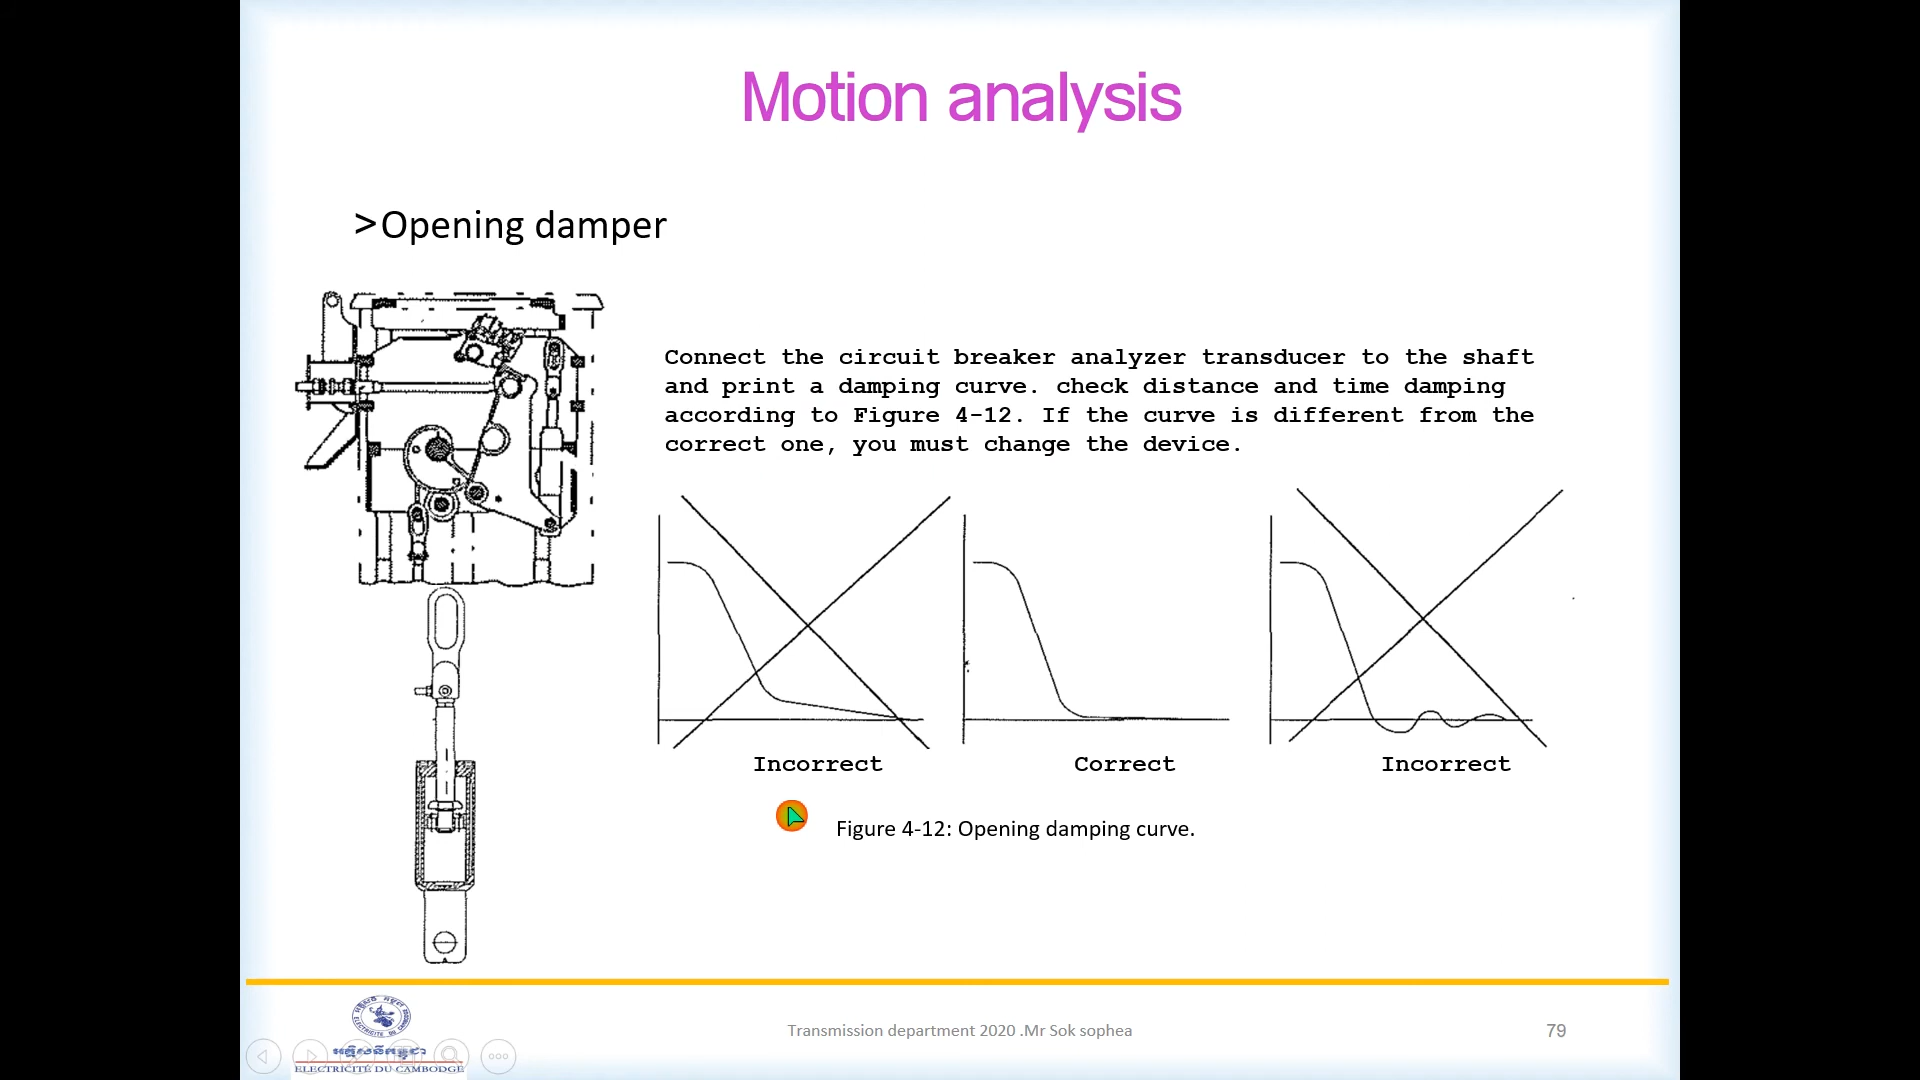 Motion analysis
>Opening damper
Connect the circuit breaker analyzer transducer to the shaft
and print a damping curve. check distance and time damping
according to Figure 4-12. If the curve is different from the
correct one, you must change the device.
Incorrect
Correct
Incorrect
Figure 4-12: Opening damping curve.
Transmission department 2020 .Mr Sok sophea
79
ELECTRICITE DU CAMBODGE